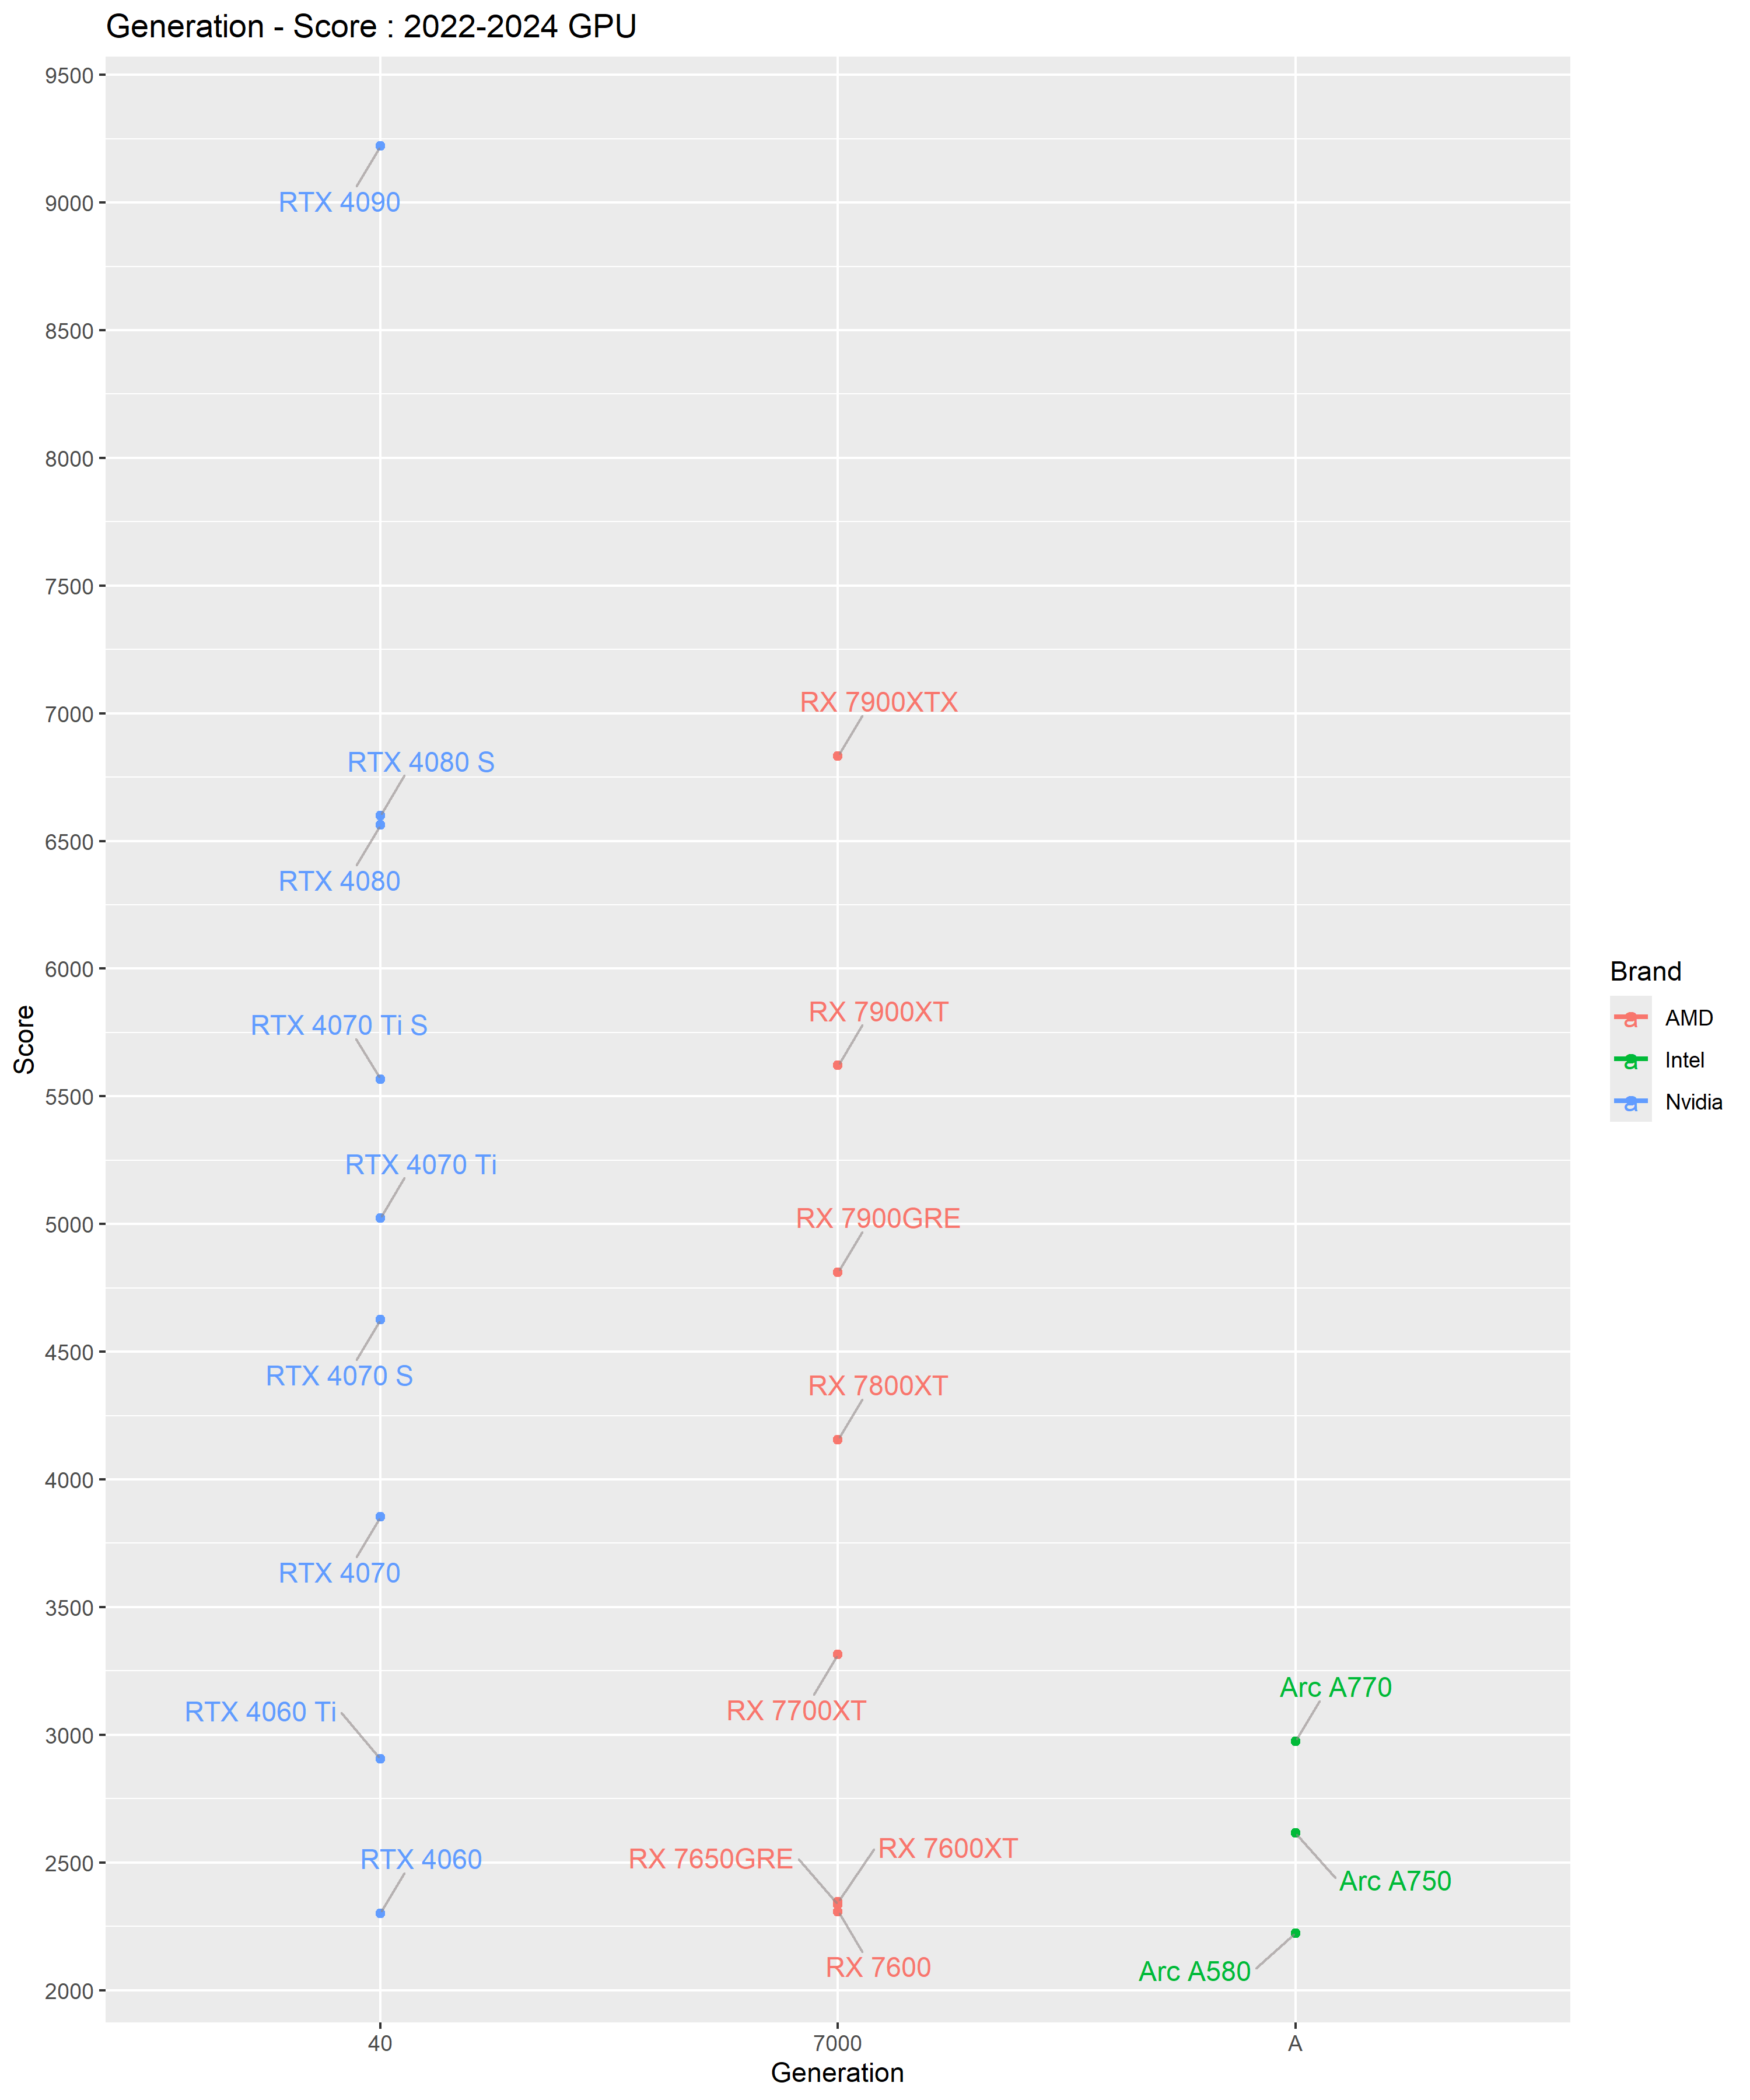 Generation - Score : 2022-2024 GPU
9500
RTX 4090
9000
8500
8000
7500
RX 7900XTX
7000
RTX 4080 S
6500
RTX 4080
6000
RX 7900XT
RTX 4070 Ti S
5500
RTX 4070 Ti
RX 7900GRE
5000
RTX 4070 S
4500
RX 7800XT
4000
RTX 4070
3500
Arc A770
RX 7700XT
RTX 4060 Ti
3000
RX 7600XT
RX 7650GRE
RTX 4060
2500
Arc A750
RX 7600
Arc A580
2000
Score
40 7000 A
Generation
Brand
a AMD
a Intel
a Nvidia